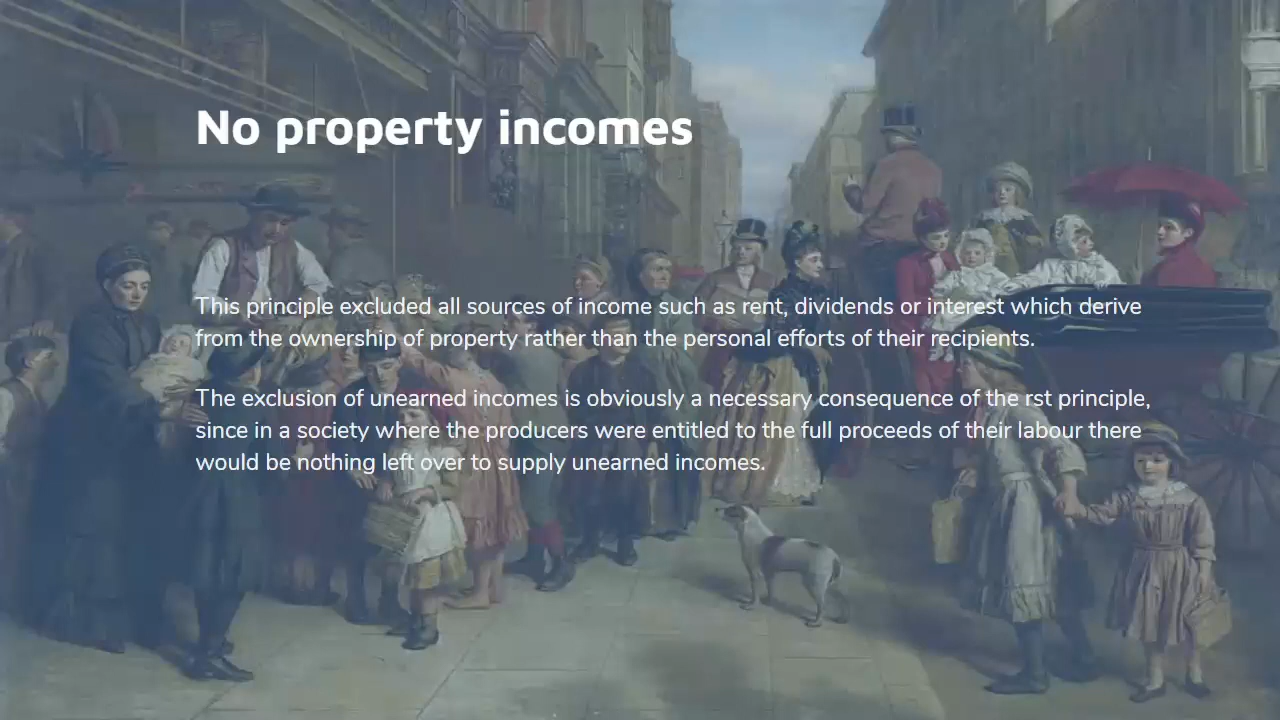 No property incomes
This principle excluded all sources of income such as rent, dividends or interest which derive
from the ownership of property rather than the personal efforts of their recipients.
The exclusion of unearned incomes is obviously a necessary consequence of the rst principle,
since in a society where the producers were entitled to the full proceeds of their labour there
would be nothing left over to supply unearned incomes.